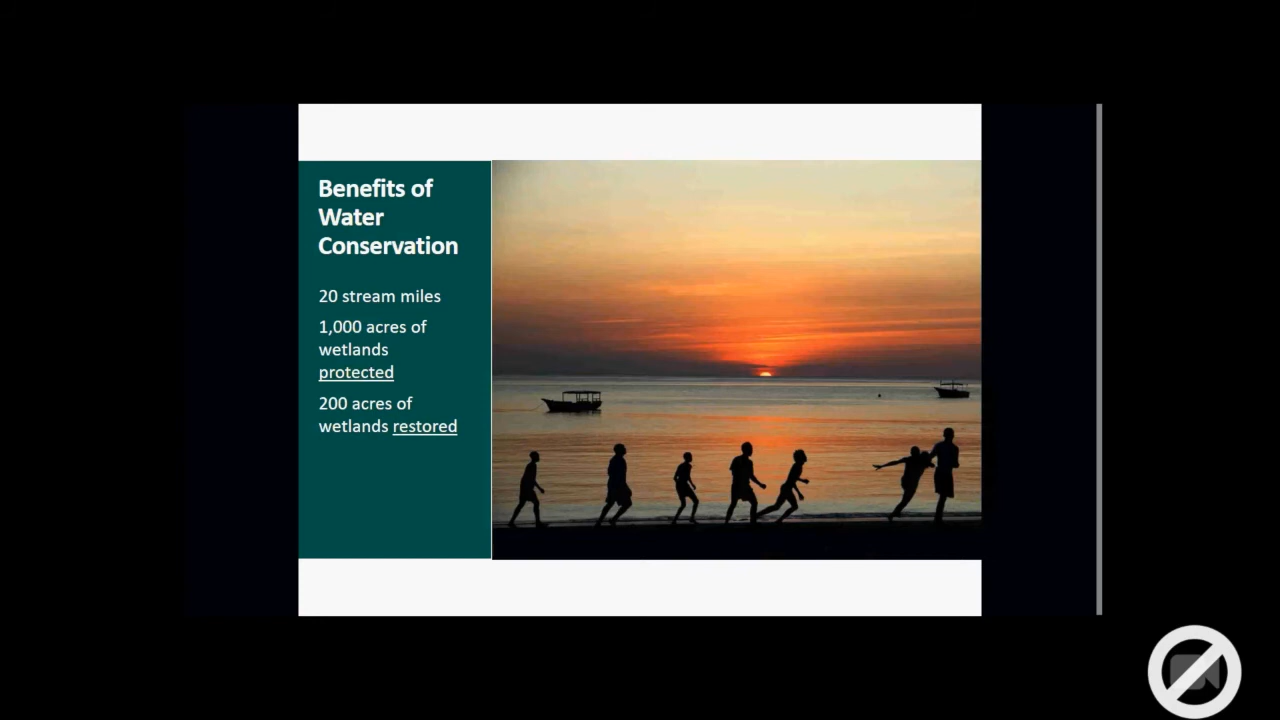 Benefits of
Water
Conservation
20 stream miles
1,000 acres of
wetlands
protected
200 acres of
wetlands restored